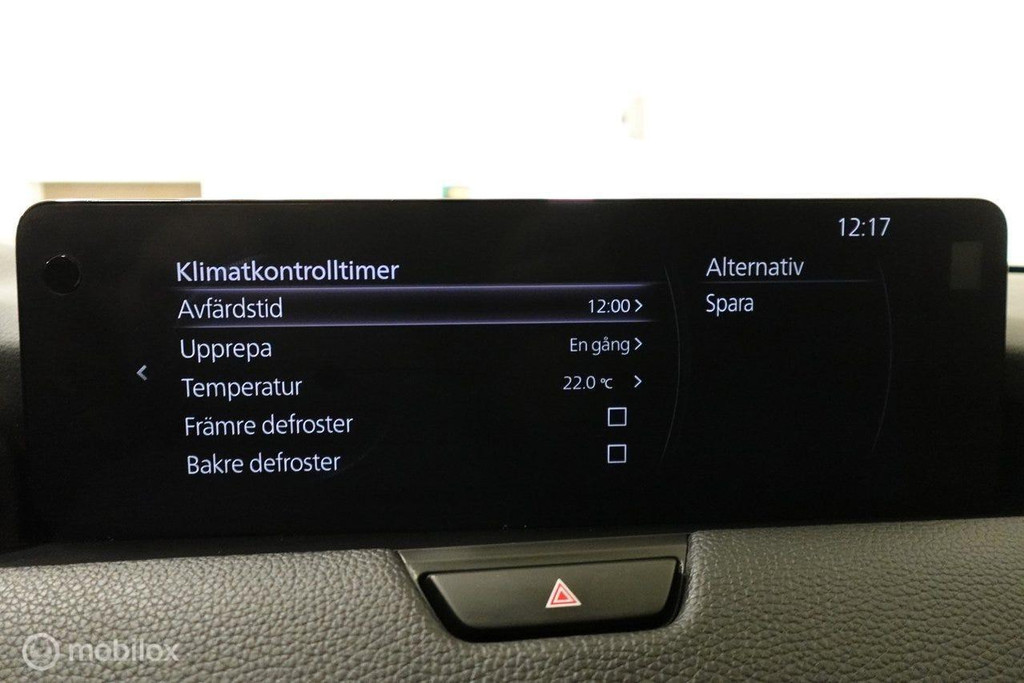 12:17
Klimatkontrolltimer
Avfärdstid 12:00
Upprepa En gång
Temperatur 22.0 °C
Främre defroster
Bakre defroster
Alternativ
Spara
mobilox